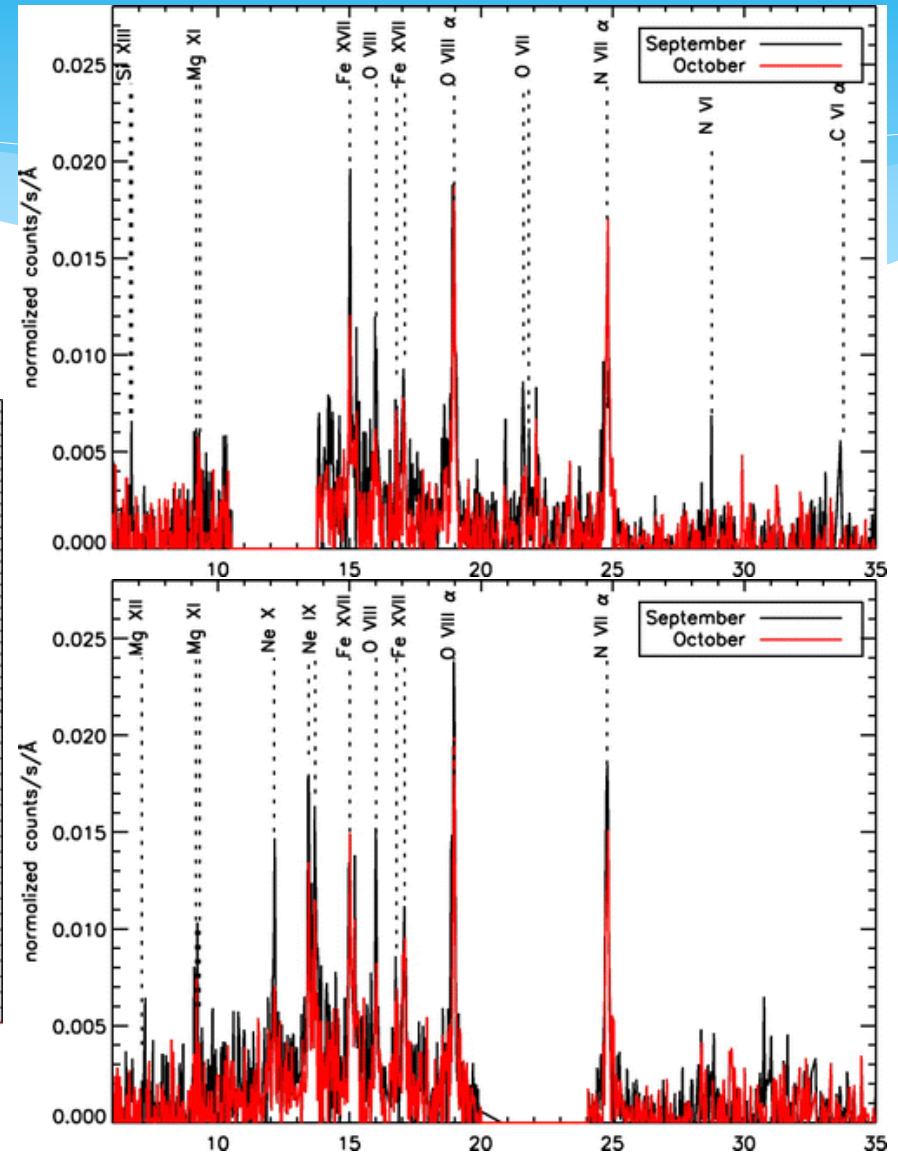 Si XIII
Mg XI
Fe XVII
O VIII
Fe XVII
O VIII α
O VII
N VII α
N VI
C VI α
September
October
normalized counts/s/Å
0.025
0.020
0.015
0.010
0.005
0.000
10 15 20 25 30 35
Mg XII
Mg XI
Ne X
Ne IX
Fe XVII
O VIII
Fe XVII
O VIII α
N VII α
September
October
normalized counts/s/Å
0.025
0.020
0.015
0.010
0.005
0.000
10 15 20 25 30 35